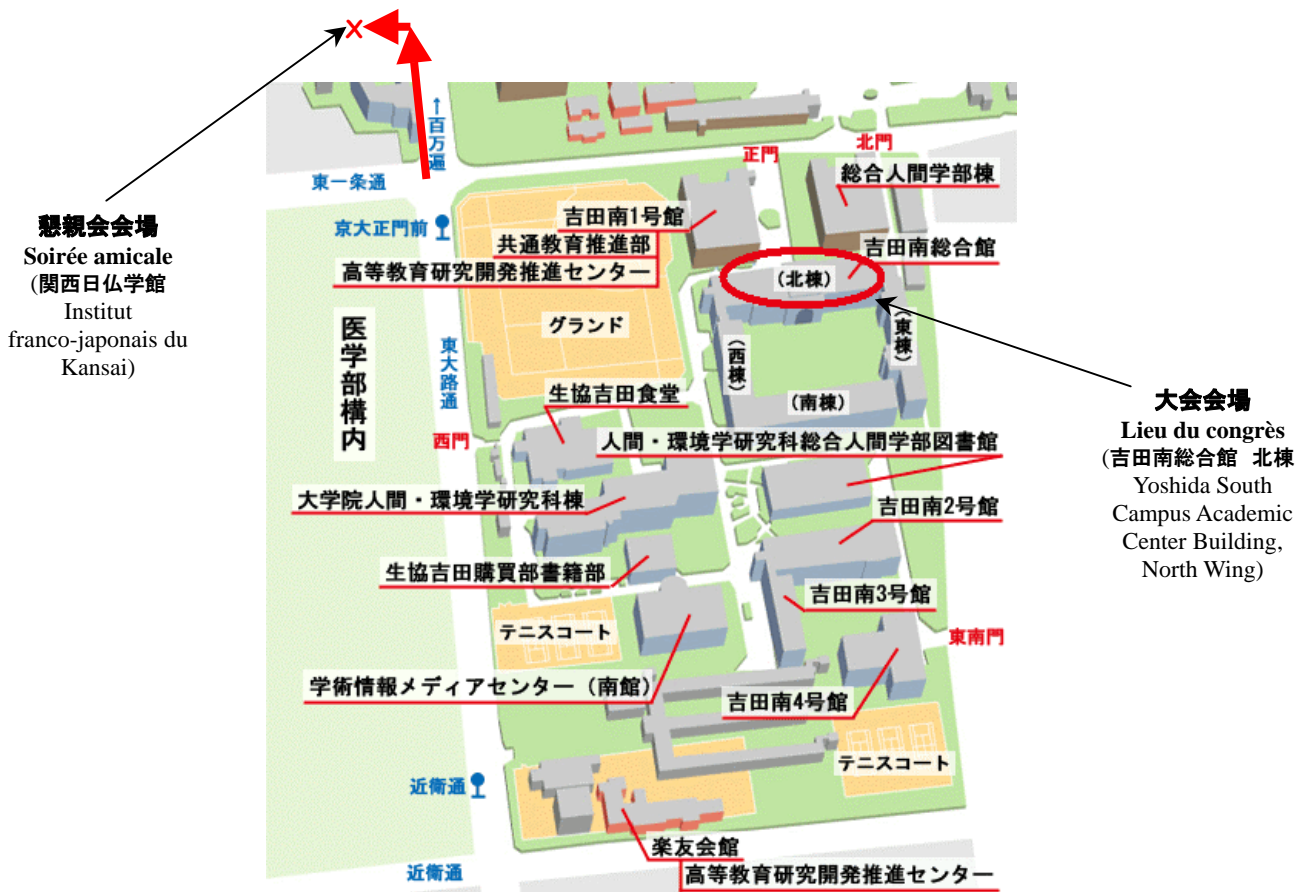 ↑百万遍
東一条通
正門
北門
総合人間学部棟
懇親会会場
Soirée amicale
(関西日仏学館
Institut
franco-japonais du
Kansai)
京大正門前
吉田南1号館
共通教育推進部
高等教育研究開発推進センター
吉田南総合館
(北棟)
(東棟)
(西棟)
(南棟)
グランド
医学部構内
東大路通
大会会場
Lieu du congrès
(吉田南総合館 北棟
Yoshida South
Campus Academic
Center Building,
North Wing)
生協吉田食堂
西門
人間・環境学研究科総合人間学部図書館
大学院人間・環境学研究科棟
吉田南2号館
生協吉田購買部書籍部
吉田南3号館
テニスコート
東南門
学術情報メディアセンター(南館)
吉田南4号館
テニスコート
近衛通
楽友会館
高等教育研究開発推進センター
近衛通